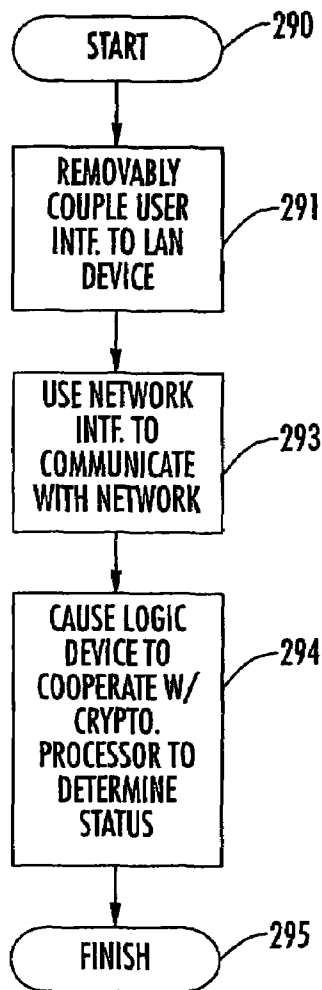 START
290
REMOVABLY
COUPLE USER
INTF. TO LAN
DEVICE
291
USE NETWORK
INTF. TO
COMMUNICATE
WITH NETWORK
293
CAUSE LOGIC
DEVICE TO
COOPERATE W/
CRYPTO.
PROCESSOR TO
DETERMINE
STATUS
294
FINISH
295